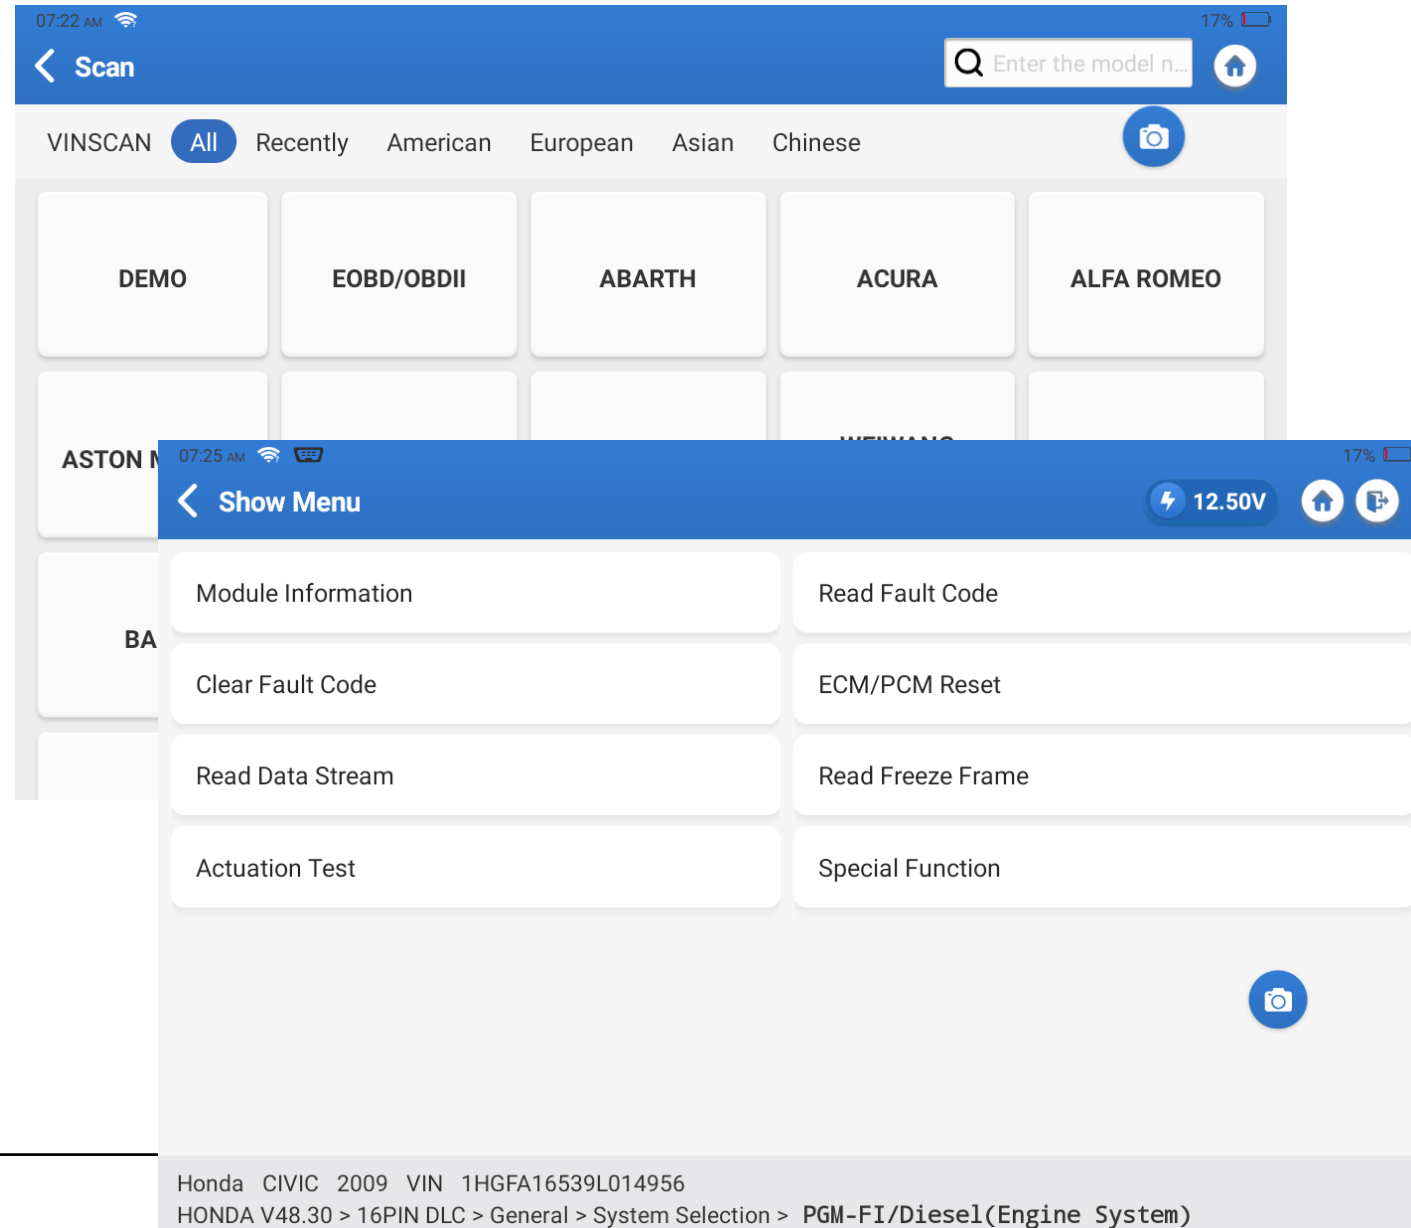 07:22 AM 17%
Scan Enter the model n...
VINSCAN All Recently American European Asian Chinese
DEMO EOBD/OBDII ABARTH ACURA ALFA ROMEO
ASTON
BA
07:25 AM 17%
Show Menu 12.50V
Module Information Read Fault Code
Clear Fault Code ECM/PCM Reset
Read Data Stream Read Freeze Frame
Actuation Test Special Function
Honda CIVIC 2009 VIN 1HGFA16539L014956
HONDA V48.30 > 16PIN DLC > General > System Selection > PGM-FI/Diesel(Engine System)